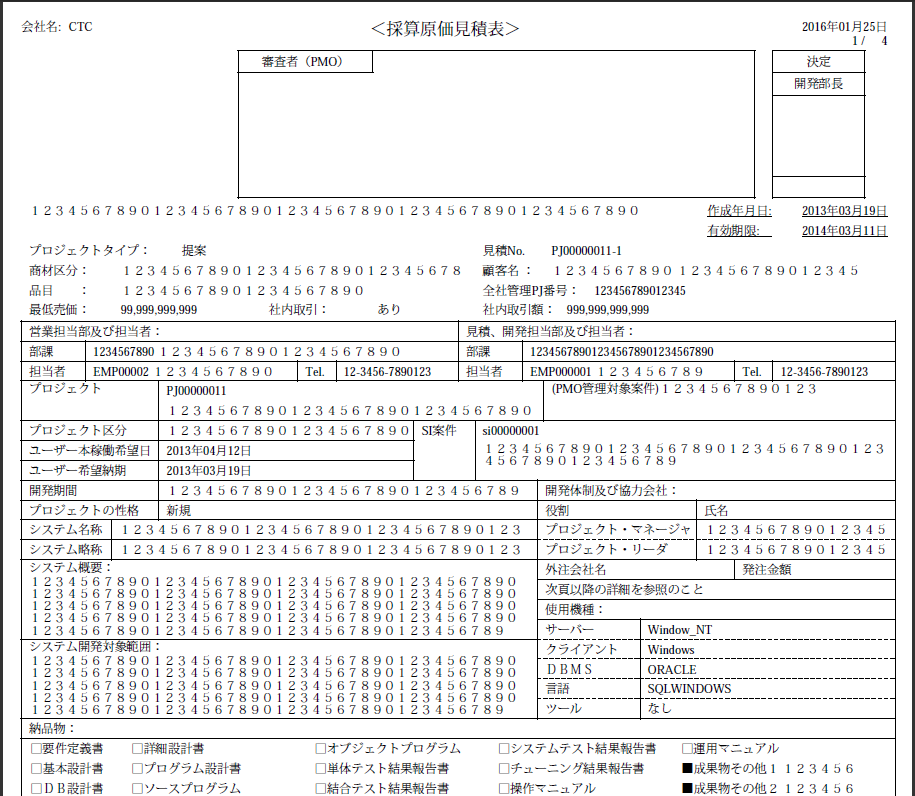 会社名: CTC
＜採算原価見積表＞
2016年01月25日
1 / 4
審査者（PMO）
決定
開発部長
１２３４５６７８９０１２３４５６７８９０１２３４５６７８９０１２３４５６７８９０１２３４５６７８９０
作成年月日: 2013年03月19日
有効期限: 2014年03月11日
プロジェクトタイプ： 提案
見積No. PJ00000011-1
商材区分： １２３４５６７８９０１２３４５６７８９０１２３４５６７８
顧客名： １２３４５６７８９０ １２３４５６７８９０１２３４５
品目 ： １２３４５６７８９０１２３４５６７８９０
全社管理PJ番号： 123456789012345
最低売価： 99,999,999,999 社内取引： あり
社内取引額： 999,999,999,999
営業担当部及び担当者：
見積、開発担当部及び担当者：
部課 1234567890１２３４５６７８９０１２３４５６７８９０
部課 123456789012345678901234567890
担当者 EMP00002 １２３４５６７８９０ Tel. 12-3456-7890123
担当者 EMP000001 １２３４５６７８９ Tel. 12-3456-7890123
プロジェクト PJ00000011
(PMO管理対象案件)１２３４５６７８９０１２３
１２３４５６７８９０１２３４５６７８９０１２３４５６７８９０
プロジェクト区分 １２３４５６７８９０１２３４５６７８９０ SI案件 si00000001
ユーザー本稼働希望日 2013年04月12日
１２３４５６７８９０１２３４５６７８９０１２３４５６７８９０１２３
４５６７８９０１２３４５６７８９
ユーザー希望納期 2013年03月19日
開発期間 １２３４５６７８９０１２３４５６７８９０１２３４５６７８９
開発体制及び協力会社：
プロジェクトの性格 新規
役割 氏名
システム名称 １２３４５６７８９０１２３４５６７８９０１２３４５６７８９０１２３
プロジェクト・マネージャ １２３４５６７８９０１２３４５
システム略称 １２３４５６７８９０１２３４５６７８９０１２３４５６７８９０１２３
プロジェクト・リーダ １２３４５６７８９０１２３４５
システム概要：
１２３４５６７８９０１２３４５６７８９０１２３４５６７８９０１２３４５６７８９０
１２３４５６７８９０１２３４５６７８９０１２３４５６７８９０１２３４５６７８９０
１２３４５６７８９０１２３４５６７８９０１２３４５６７８９０１２３４５６７８９０
１２３４５６７８９０１２３４５６７８９０１２３４５６７８９０１２３４５６７８９０
１２３４５６７８９０１２３４５６７８９０１２３４５６７８９０１２３４５６７８９
外注会社名 発注金額
次頁以降の詳細を参照のこと
使用機種：
サーバー Window_NT
システム開発対象範囲：
１２３４５６７８９０１２３４５６７８９０１２３４５６７８９０１２３４５６７８９０
１２３４５６７８９０１２３４５６７８９０１２３４５６７８９０１２３４５６７８９０
１２３４５６７８９０１２３４５６７８９０１２３４５６７８９０１２３４５６７８９０
１２３４５６７８９０１２３４５６７８９０１２３４５６７８９０１２３４５６７８９０
１２３４５６７８９０１２３４５６７８９０１２３４５６７８９０１２３４５６７８９
クライアント Windows
ＤＢＭＳ ORACLE
言語 SQLWINDOWS
ツール なし
納品物：
□要件定義書 □詳細設計書 □オブジェクトプログラム □システムテスト結果報告書 □運用マニュアル
□基本設計書 □プログラム設計書 □単体テスト結果報告書 □チューニング結果報告書 ■成果物その他１１２３４５６
□ＤＢ設計書 □ソースプログラム □結合テスト結果報告書 □操作マニュアル ■成果物その他２１２３４５６